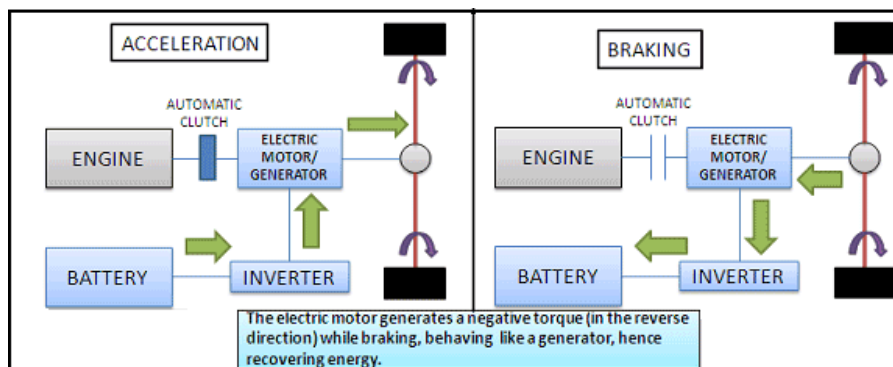 ACCELERATION
AUTOMATIC
CLUTCH
ENGINE
ELECTRIC
MOTOR/
GENERATOR
BATTERY
INVERTER
BRAKING
AUTOMATIC
CLUTCH
ENGINE
ELECTRIC
MOTOR/
GENERATOR
BATTERY
INVERTER
The electric motor generates a negative torque (in the reverse
direction) while braking, behaving like a generator, hence
recovering energy.